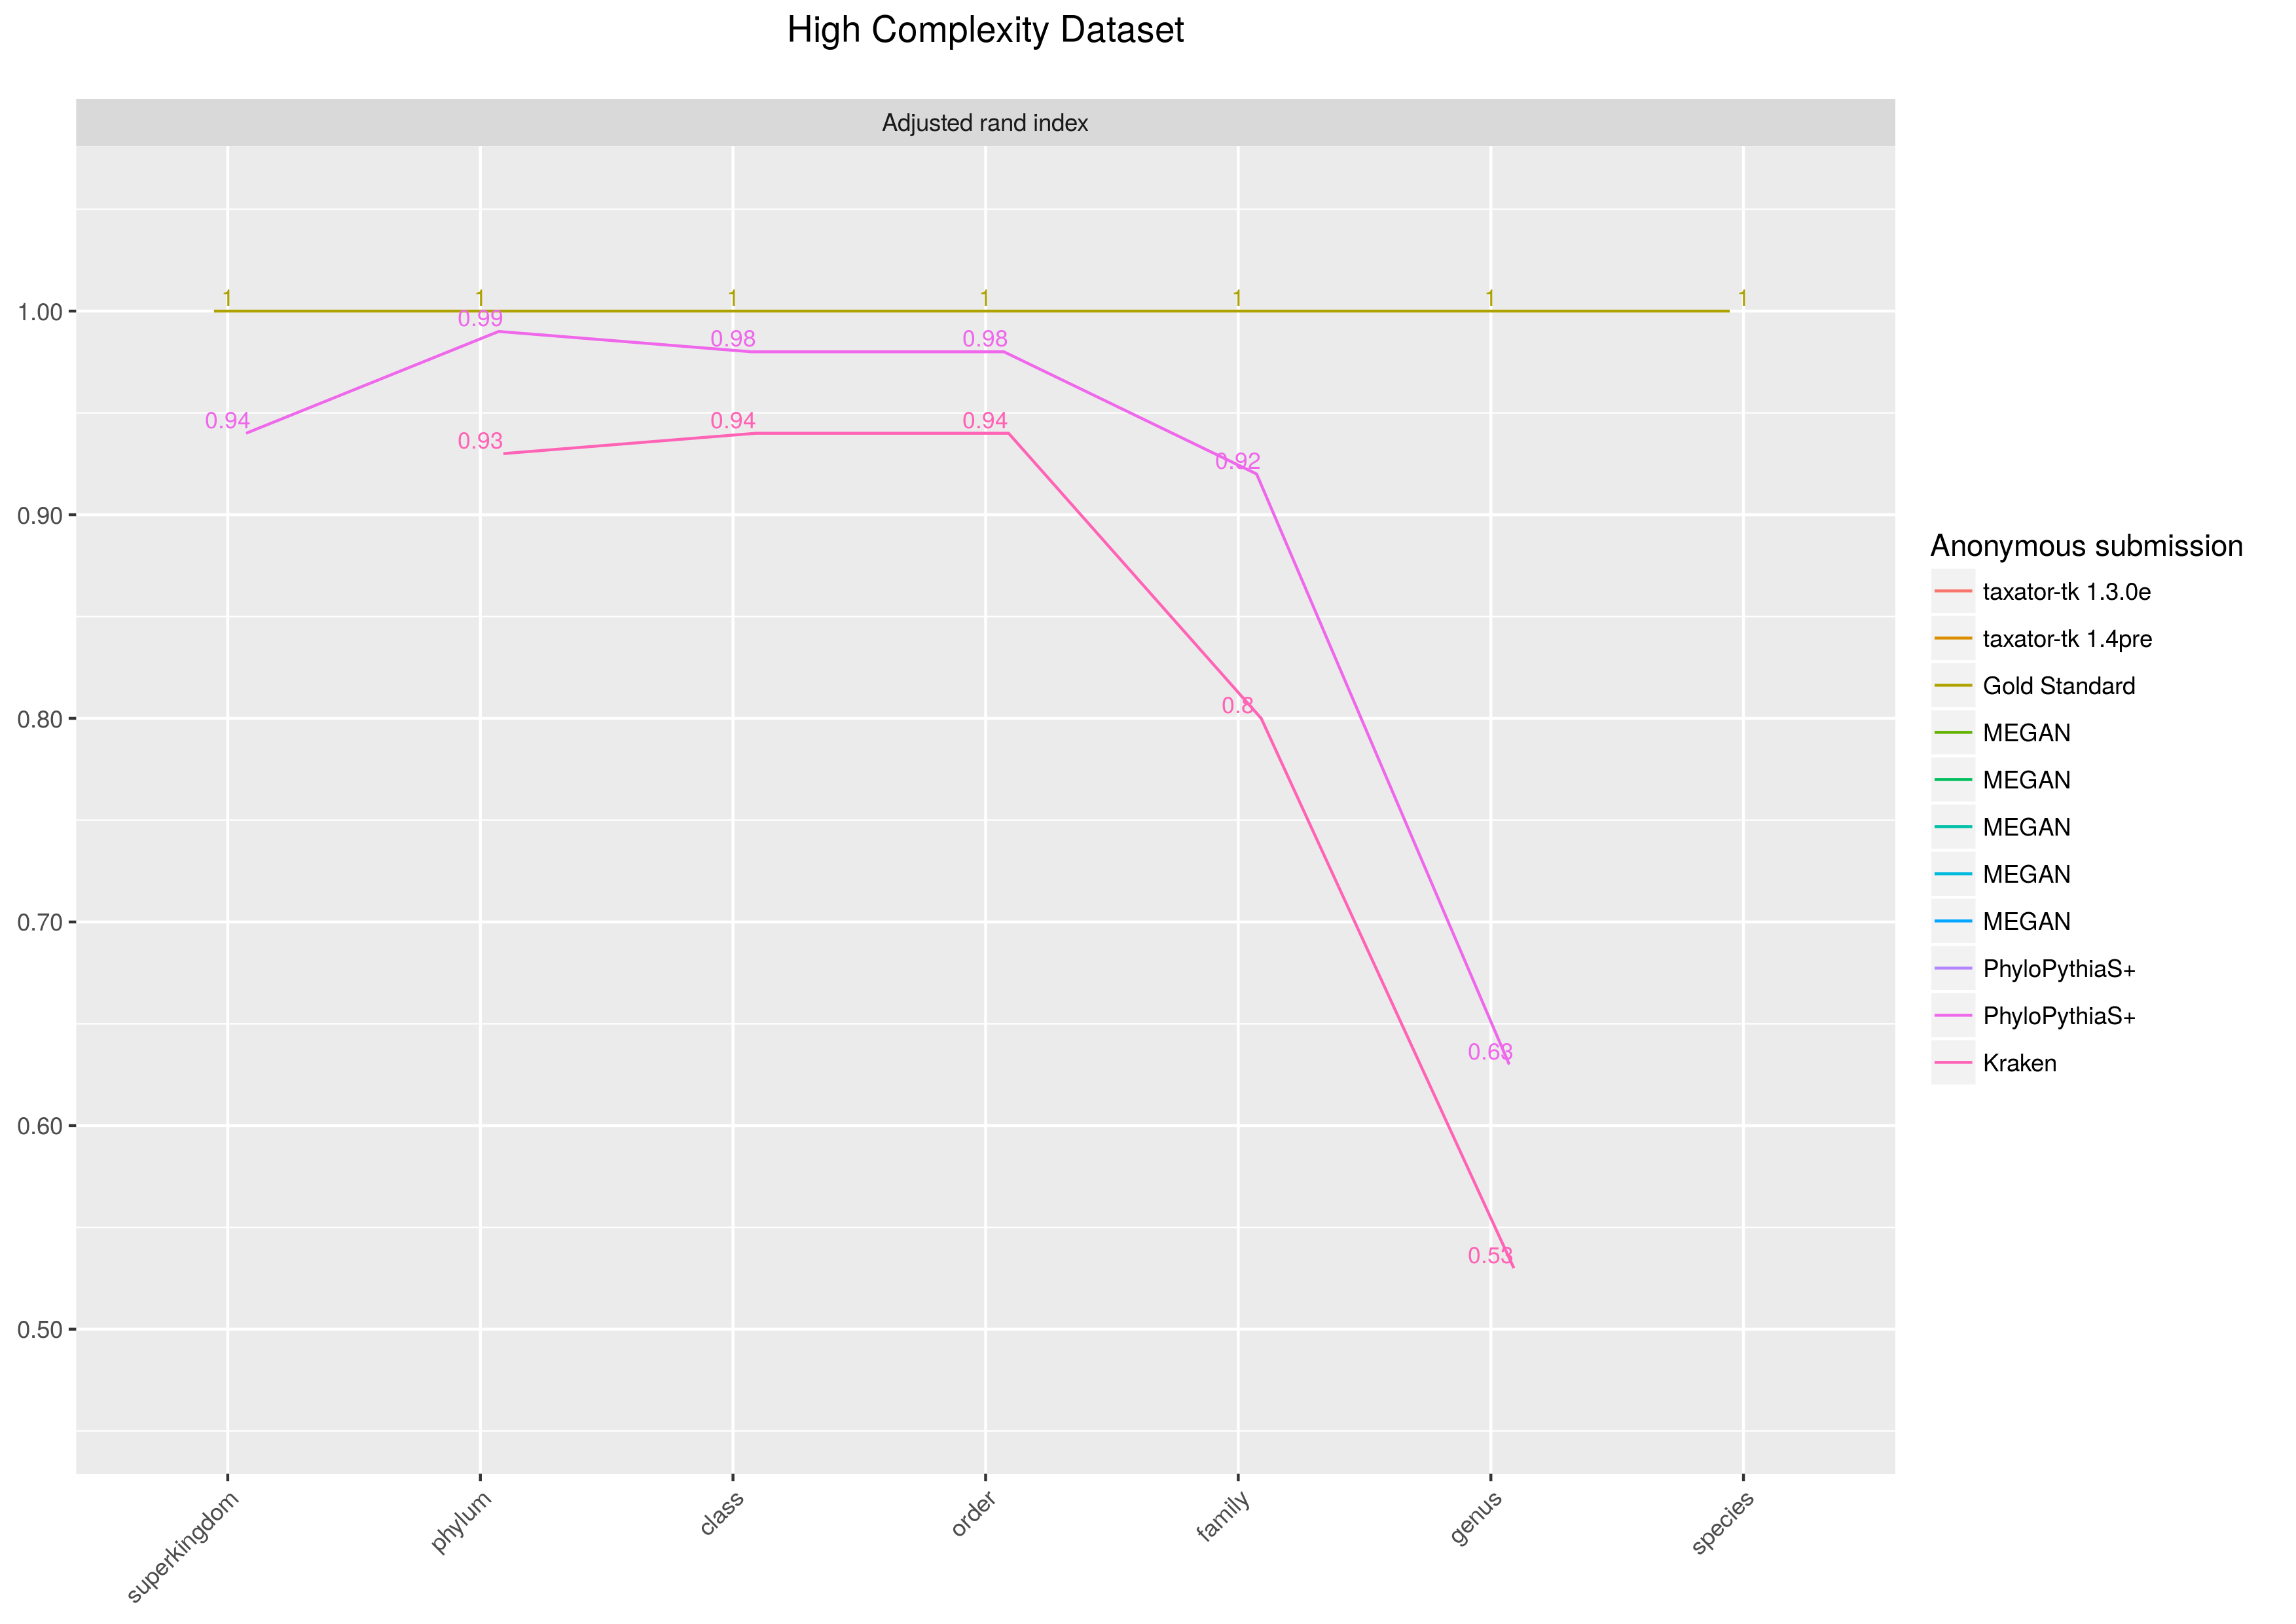 High Complexity Dataset
Adjusted rand index
1 1 1 1 1 1 1
1.00
0.99
0.98 0.98
0.94 0.94 0.94
0.93
0.92
0.90
0.80
0.8
0.70
0.63
0.60
0.53
0.50
superkingdom phylum class order family genus species
Anonymous submission
taxator-tk 1.3.0e
taxator-tk 1.4pre
Gold Standard
MEGAN
MEGAN
MEGAN
MEGAN
MEGAN
PhyloPythiaS+
PhyloPythiaS+
Kraken